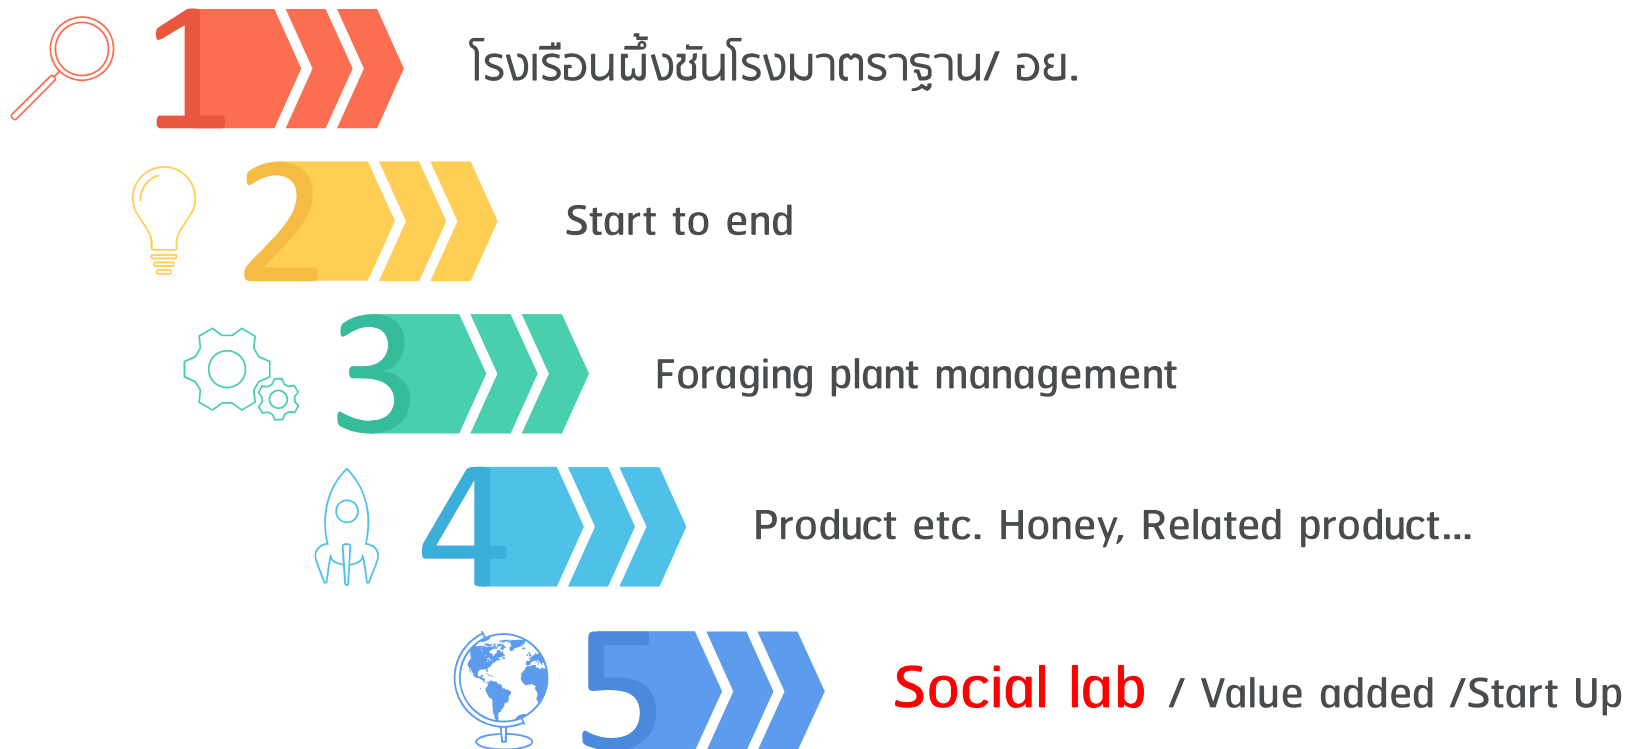 1 โรงเรือนผึ้งชันโรงมาตราฐาน/ อย.
2 Start to end
3 Foraging plant management
4 Product etc. Honey, Related product...
5 Social lab / Value added /Start Up